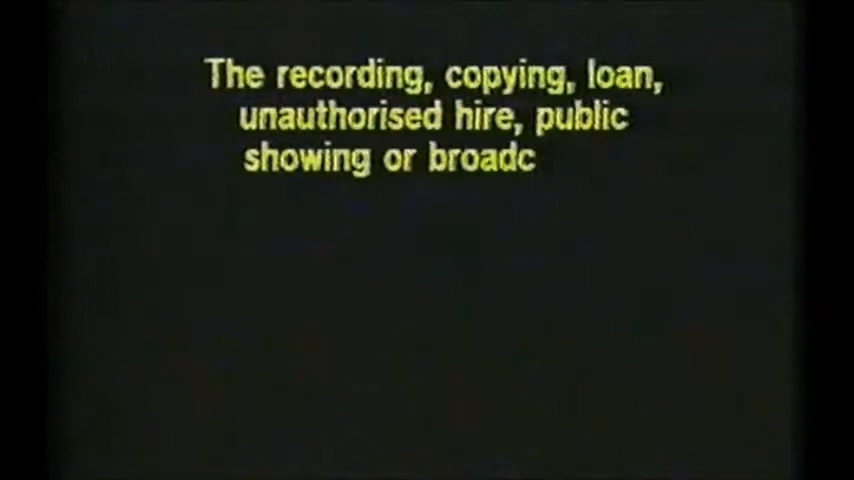 The recording, copying, loan,
unauthorised hire, public
showing or broadc